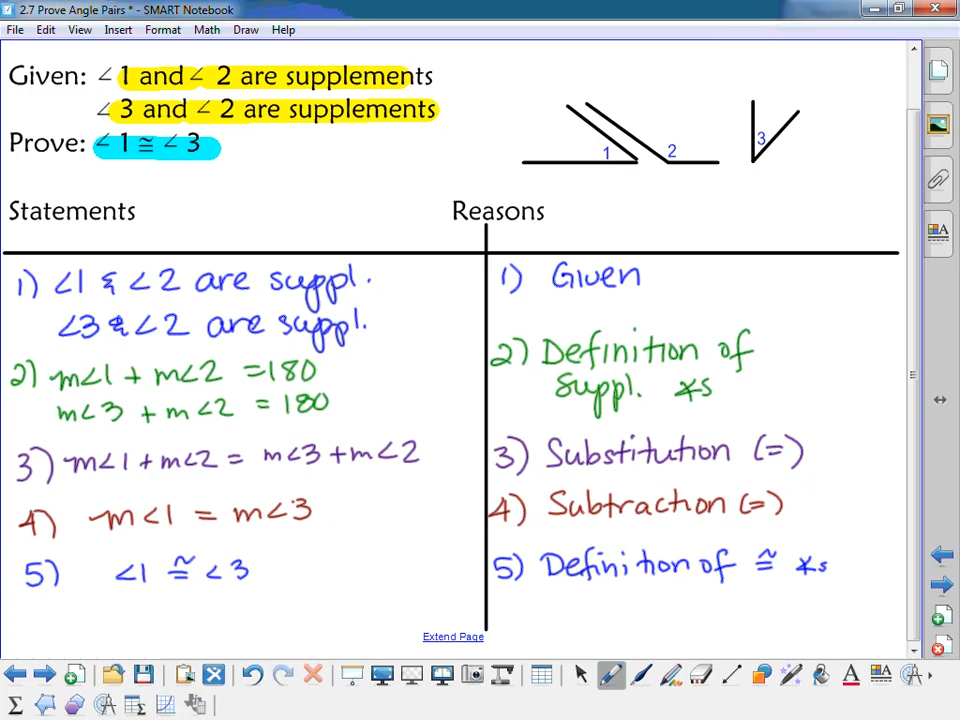 2.7 Prove Angle Pairs * - SMART Notebook
File Edit View Insert Format Math Draw Help
Given: ∠ 1 and ∠ 2 are supplements
∠ 3 and ∠ 2 are supplements
Prove: ∠ 1 ≅ ∠ 3
1 2 3
Statements Reasons
1) ∠1 & ∠2 are suppl. 1) Given
∠3 & ∠2 are suppl.
2) m∠1 + m∠2 = 180 2) Definition of
m∠3 + m∠2 = 180 Suppl. ∡s
3) m∠1 + m∠2 = m∠3 + m∠2 3) Substitution (=)
4) m∠1 = m∠3 4) Subtraction (=)
5) ∠1 ≅ ∠3 5) Definition of ≅ ∡s
Extend Page